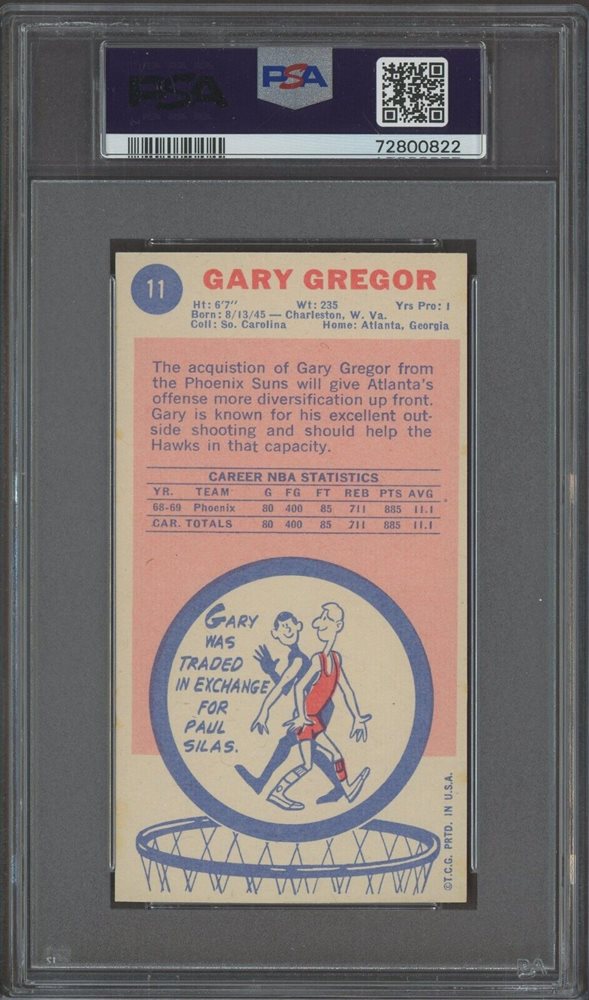 PSA
PSA
72800822
11
GARY GREGOR
Ht: 6'7" Wt: 235 Yrs Pro: 1
Born: 8/13/45 — Charleston, W. Va.
Coll: So. Carolina Home: Atlanta, Georgia
The acquistion of Gary Gregor from
the Phoenix Suns will give Atlanta's
offense more diversification up front.
Gary is known for his excellent out-
side shooting and should help the
Hawks in that capacity.
CAREER NBA STATISTICS
YR. TEAM G FG FT REB PTS AVG
68-69 Phoenix 80 400 85 711 885 11.1
CAR. TOTALS 80 400 85 711 885 11.1
GARY
WAS
TRADED
IN EXCHANGE
FOR
PAUL
SILAS.
©T.C.G. PRTD. IN U.S.A.